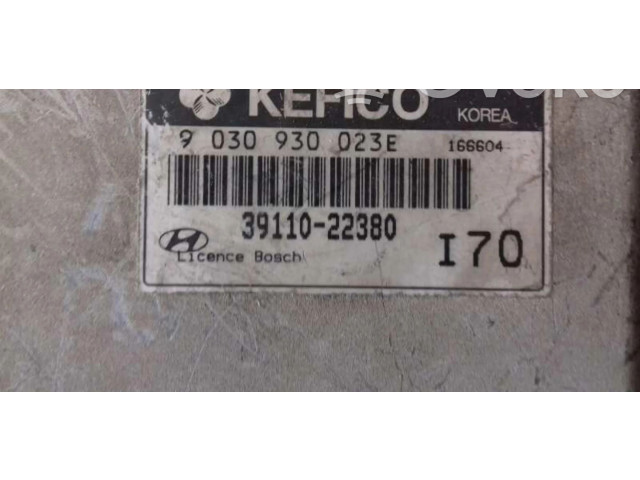 KEFICO
KOREA
9 030 930 023E 166604
39110-22380
Licence Bosch
I70